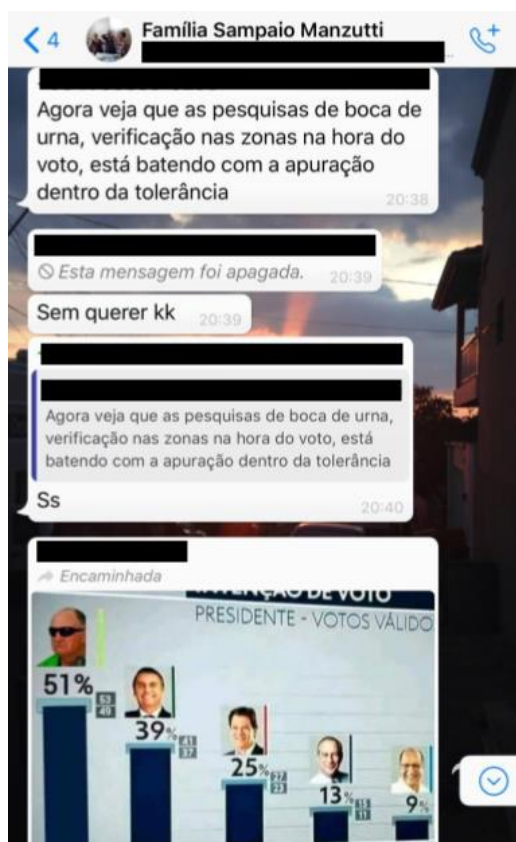 4
Família Sampaio Manzutti
Agora veja que as pesquisas de boca de
urna, verificação nas zonas na hora do
voto, está batendo com a apuração
dentro da tolerância
20:38
Esta mensagem foi apagada. 20:39
Sem querer kk 20:39
Agora veja que as pesquisas de boca de urna,
verificação nas zonas na hora do voto, está
batendo com a apuração dentro da tolerância
Ss
20:40
Encaminhada
INTENÇÃO DE VOTO
PRESIDENTE - VOTOS VÁLIDO
51% 53 49
39% 41 37
25% 27 23
13% 15 11
9%